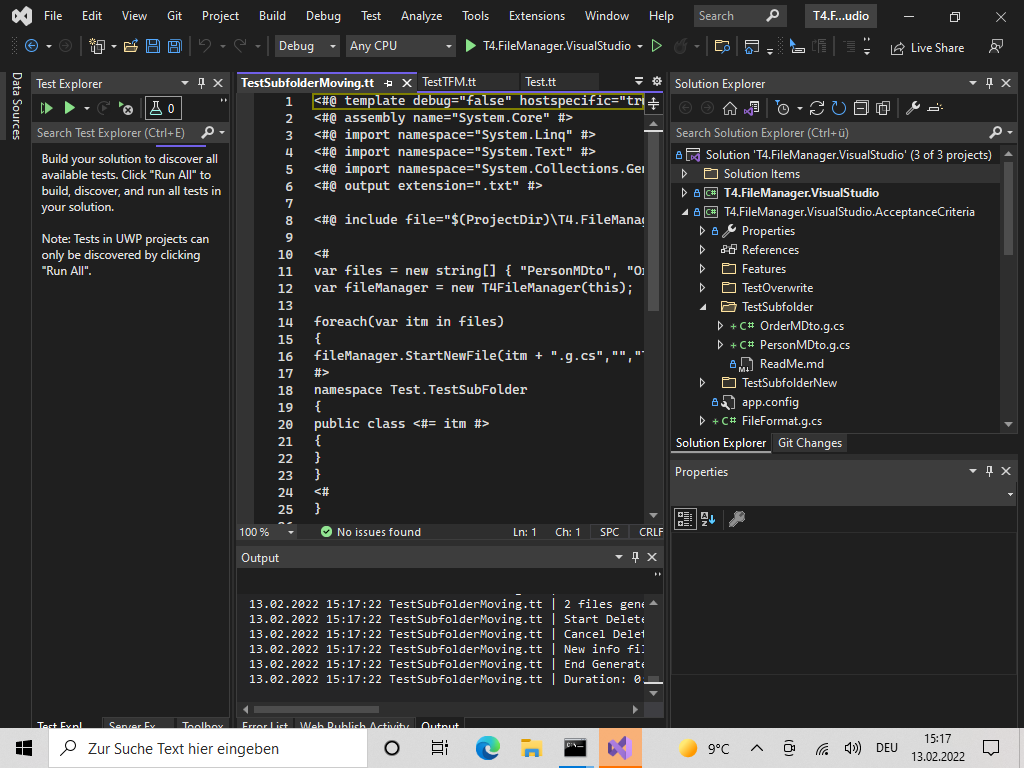 File Edit View Git Project Build Debug Test Analyze Tools Extensions Window Help Search T4.F...udio
Debug Any CPU T4.FileManager.VisualStudio Live Share
Data Sources
Test Explorer
0
Search Test Explorer (Ctrl+E)
Build your solution to discover all
available tests. Click "Run All" to
build, discover, and run all tests in
your solution.
Note: Tests in UWP projects can
only be discovered by clicking
"Run All".
Test Expl... Server Ex... Toolbox
TestSubfolderMoving.tt TestTFM.tt Test.tt
1 <#@ template debug="false" hostspecific="tr
2 <#@ assembly name="System.Core" #>
3 <#@ import namespace="System.Linq" #>
4 <#@ import namespace="System.Text" #>
5 <#@ import namespace="System.Collections.Gen
6 <#@ output extension=".txt" #>
7
8 <#@ include file="$(ProjectDir)\T4.FileManag
9
10 <#
11 var files = new string[] { "PersonMDto", "Or
12 var fileManager = new T4FileManager(this);
13
14 foreach(var itm in files)
15 {
16 fileManager.StartNewFile(itm + ".g.cs","","T
17 #>
18 namespace Test.TestSubFolder
19 {
20 public class <#= itm #>
21 {
22 }
23 }
24 <#
25 }
100 % No issues found Ln: 1 Ch: 1 SPC CRLF
Output
13.02.2022 15:17:22 TestSubfolderMoving.tt | 2 files gene
13.02.2022 15:17:22 TestSubfolderMoving.tt | Start Delete
13.02.2022 15:17:22 TestSubfolderMoving.tt | Cancel Delet
13.02.2022 15:17:22 TestSubfolderMoving.tt | New info fil
13.02.2022 15:17:22 TestSubfolderMoving.tt | End Generate
13.02.2022 15:17:22 TestSubfolderMoving.tt | Duration: 0
Error List Web Publish Activity Output
Solution Explorer
Search Solution Explorer (Ctrl+ü)
Solution 'T4.FileManager.VisualStudio' (3 of 3 projects)
Solution Items
C# T4.FileManager.VisualStudio
C# T4.FileManager.VisualStudio.AcceptanceCriteria
Properties
References
Features
TestOverwrite
TestSubfolder
+ C# OrderMDto.g.cs
+ C# PersonMDto.g.cs
ReadMe.md
TestSubfolderNew
app.config
+ C# FileFormat.g.cs
Solution Explorer Git Changes
Properties
Zur Suche Text hier eingeben
9°C DEU 15:17
13.02.2022